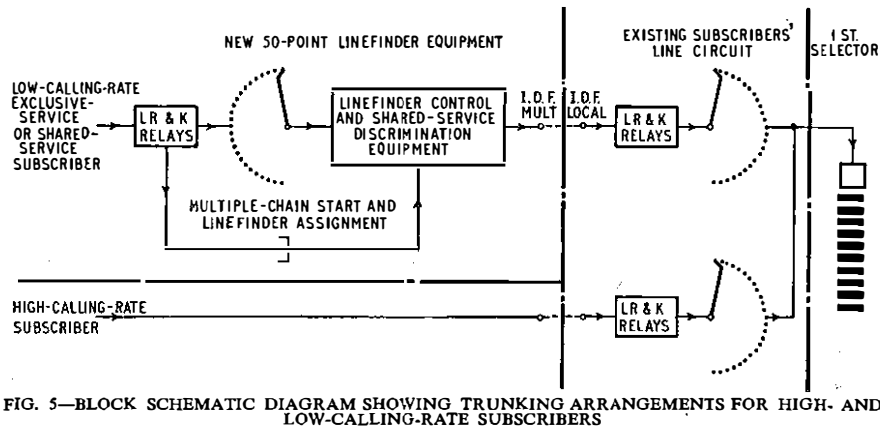 NEW 50-POINT LINEFINDER EQUIPMENT
EXISTING SUBSCRIBERS'
LINE CIRCUIT
1 ST.
SELECTOR
LOW-CALLING-RATE
EXCLUSIVE-
SERVICE
OR SHARED-
SERVICE
SUBSCRIBER
LR & K
RELAYS
LINEFINDER CONTROL
AND SHARED-SERVICE
DISCRIMINATION
EQUIPMENT
I.D.F.
MULT
I.D.F.
LOCAL
LR & K
RELAYS
MULTIPLE-CHAIN START AND
LINEFINDER ASSIGNMENT
HIGH-CALLING-RATE
SUBSCRIBER
LR & K
RELAYS
FIG. 5—BLOCK SCHEMATIC DIAGRAM SHOWING TRUNKING ARRANGEMENTS FOR HIGH- AND
LOW-CALLING-RATE SUBSCRIBERS